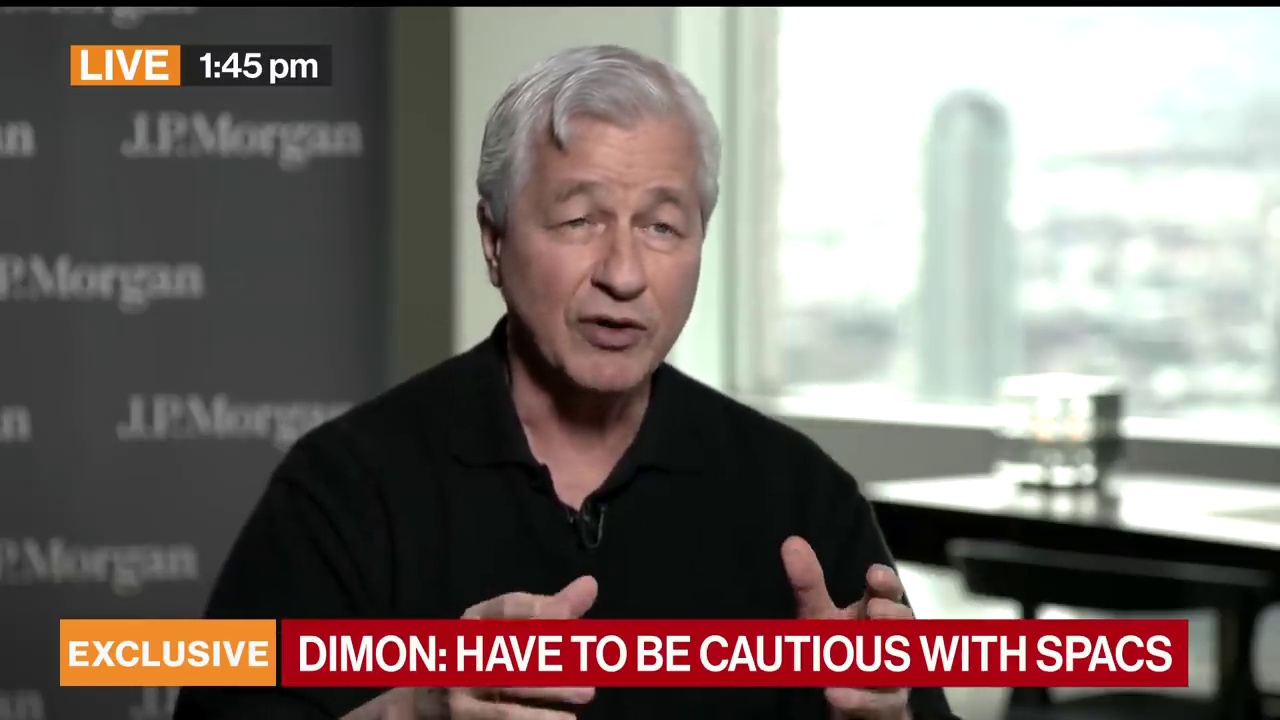 LIVE 1:45 pm
J.P.Morgan
P.Morgan
J.P.Morgan
P.Morgan
EXCLUSIVE DIMON: HAVE TO BE CAUTIOUS WITH SPACS